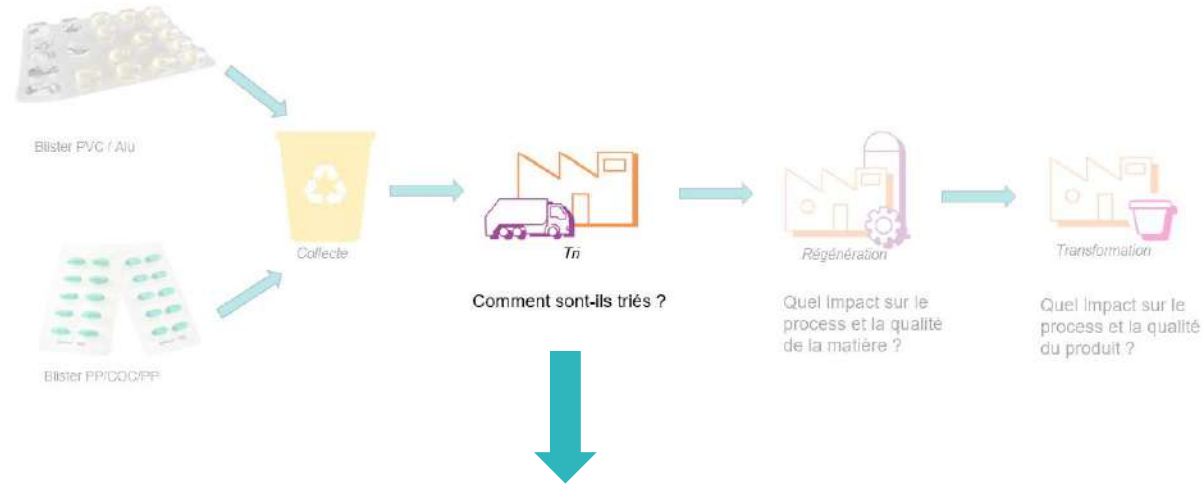 Blister PVC / Alu
Collecte
Tri
Régénération
Transformation
Comment sont-ils triés ?
Quel impact sur le
process et la qualité
de la matière ?
Quel impact sur le
process et la qualité
du produit ?
Blister PP/COC/PP